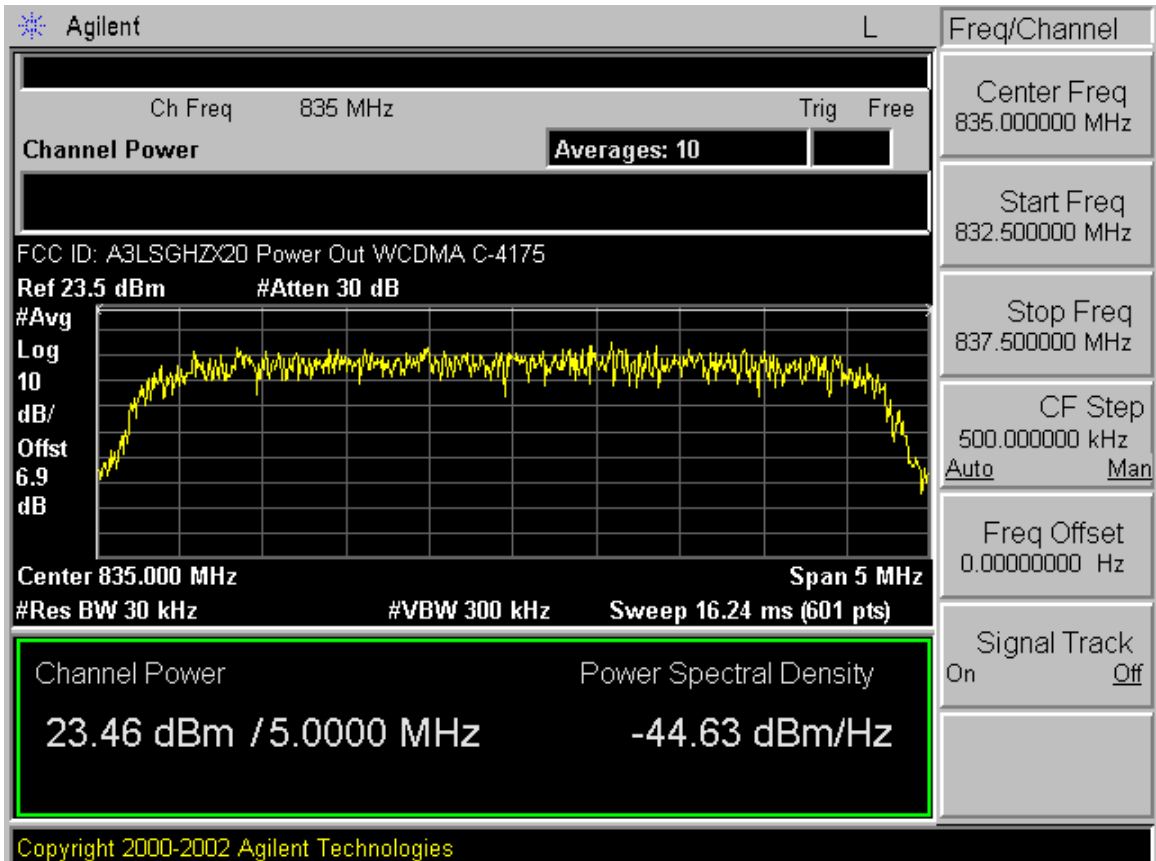 Agilent L
Ch Freq 835 MHz Trig Free
Channel Power Averages: 10
FCC ID: A3LSGHZX20 Power Out WCDMA C-4175
Ref 23.5 dBm #Atten 30 dB
#Avg
Log
10
dB/
Offst
6.9
dB
Center 835.000 MHz Span 5 MHz
#Res BW 30 kHz #VBW 300 kHz Sweep 16.24 ms (601 pts)
Channel Power Power Spectral Density
23.46 dBm /5.0000 MHz -44.63 dBm/Hz
Copyright 2000-2002 Agilent Technologies
Freq/Channel
Center Freq
835.000000 MHz
Start Freq
832.500000 MHz
Stop Freq
837.500000 MHz
CF Step
500.000000 kHz
Auto Man
Freq Offset
0.00000000 Hz
Signal Track
On Off